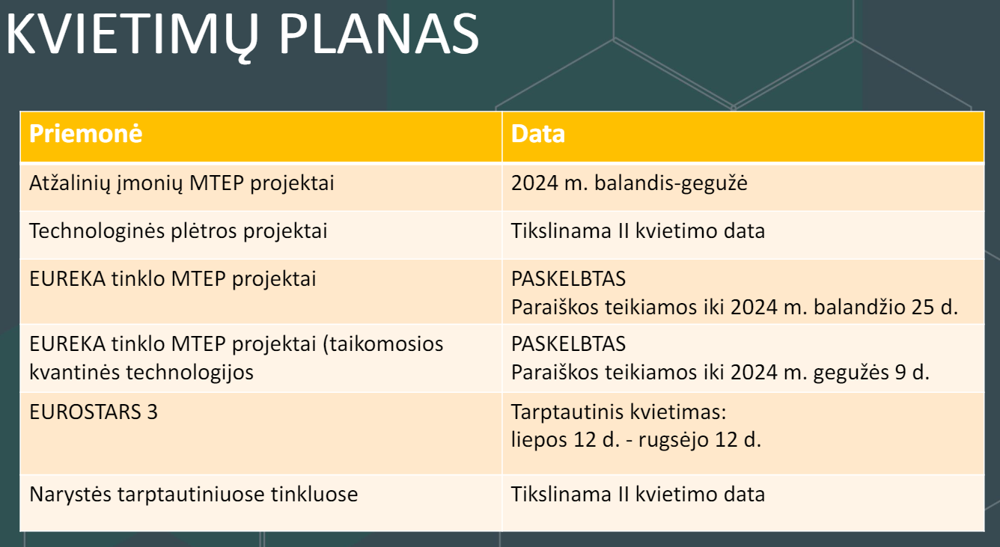 KVIETIMŲ PLANAS
Priemonė
Data
Atžalinių įmonių MTEP projektai
2024 m. balandis-gegužė
Technologinės plėtros projektai
Tikslinama II kvietimo data
EUREKA tinklo MTEP projektai
PASKELBTAS
Paraiškos teikiamos iki 2024 m. balandžio 25 d.
EUREKA tinklo MTEP projektai (taikomosios
kvantinės technologijos
PASKELBTAS
Paraiškos teikiamos iki 2024 m. gegužės 9 d.
EUROSTARS 3
Tarptautinis kvietimas:
liepos 12 d. - rugsėjo 12 d.
Narystės tarptautiniuose tinkluose
Tikslinama II kvietimo data